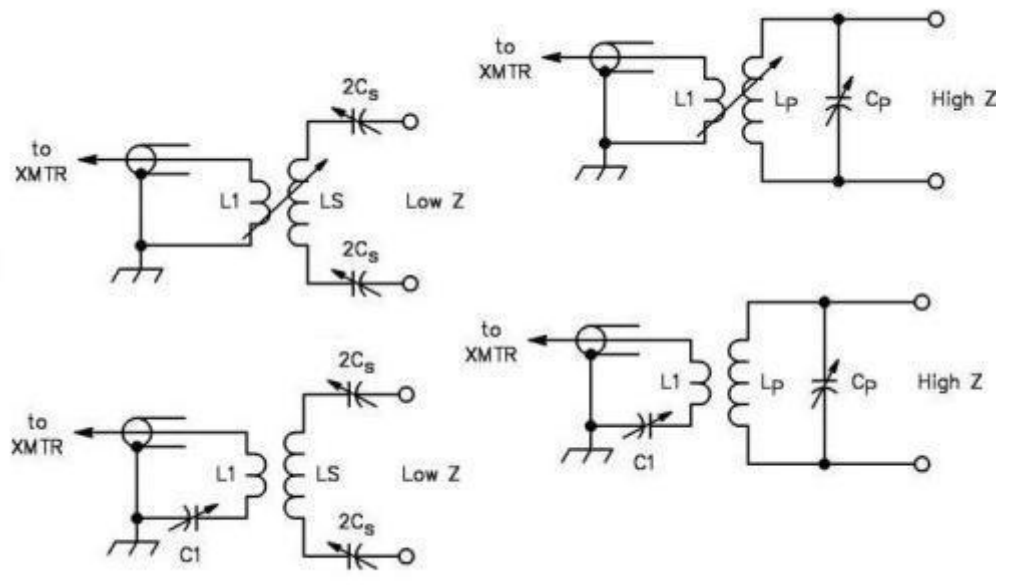 to
XMTR
L1
LS
2Cs
2Cs
Low Z
to
XMTR
L1
LP
CP
High Z
to
XMTR
L1
C1
LS
2Cs
2Cs
Low Z
to
XMTR
L1
C1
LP
CP
High Z